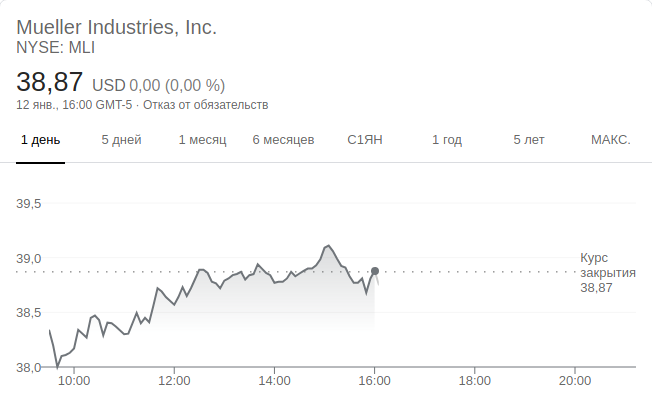 Mueller Industries, Inc.
NYSE: MLI
38,87 USD 0,00 (0,00 %)
12 янв., 16:00 GMT-5 · Отказ от обязательств
1 день 5 дней 1 месяц 6 месяцев С1ЯН 1 год 5 лет МАКС.
39,5
39,0
38,5
38,0
Курс
закрытия
38,87
10:00 12:00 14:00 16:00 18:00 20:00